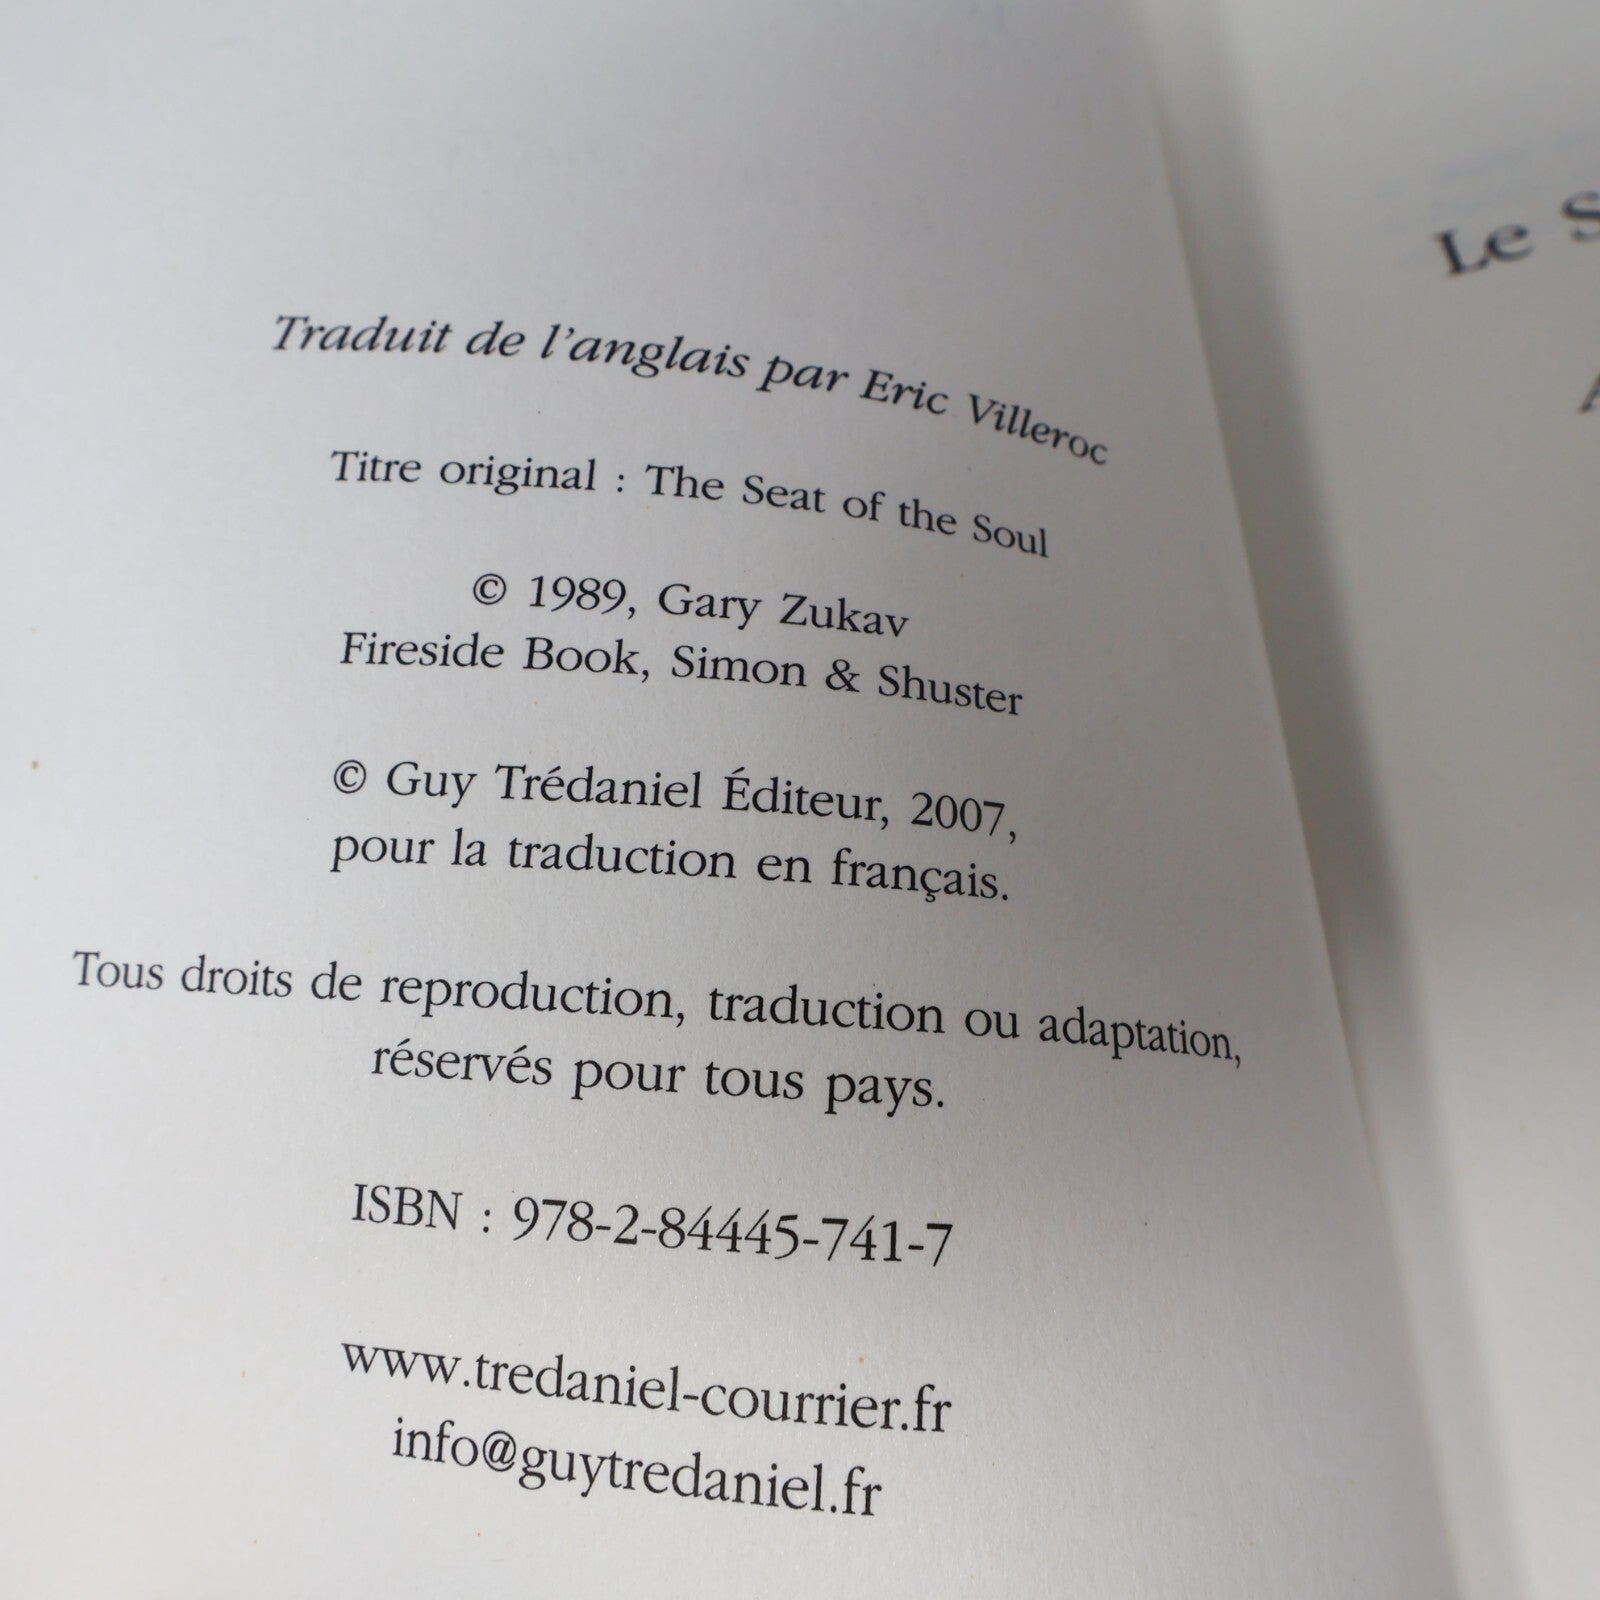 Traduit de l'anglais par Eric Villeroc
Titre original : The Seat of the Soul
© 1989, Gary Zukav
Fireside Book, Simon & Shuster
© Guy Trédaniel Éditeur, 2007,
pour la traduction en français.
Tous droits de reproduction, traduction ou adaptation,
réservés pour tous pays.
ISBN : 978-2-84445-741-7
www.tredaniel-courrier.fr
info@guytredaniel.fr
Le